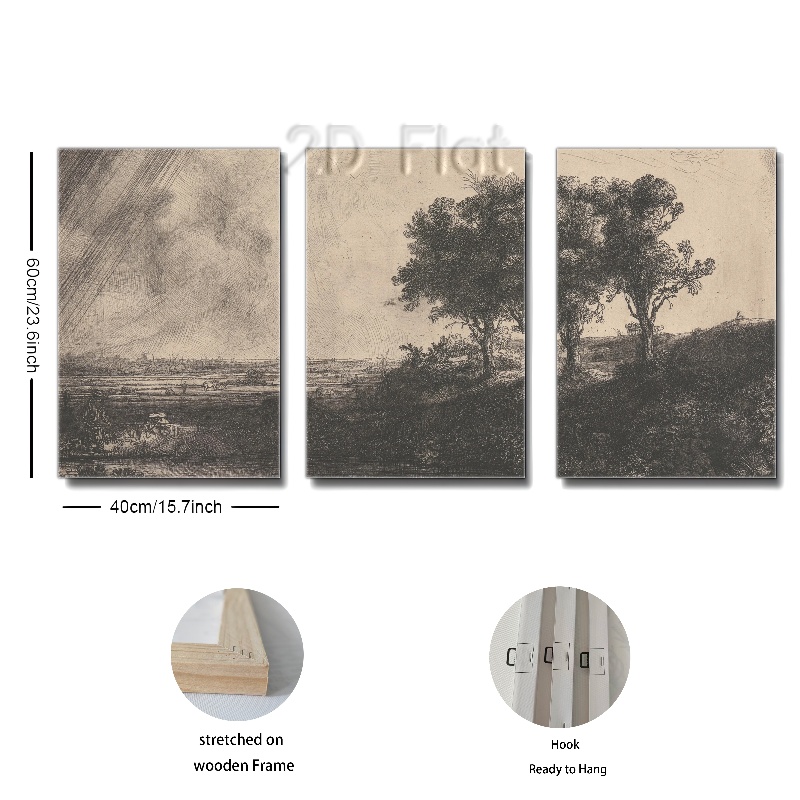 2D Flat
60cm/23.6inch
40cm/15.7inch
stretched on
wooden Frame
Hook
Ready to Hang